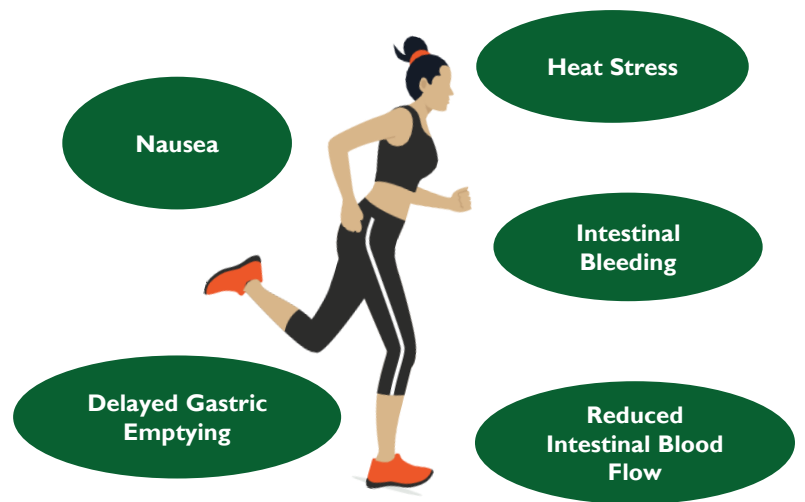 Heat Stress
Nausea
Intestinal
Bleeding
Delayed Gastric
Emptying
Reduced
Intestinal Blood
Flow